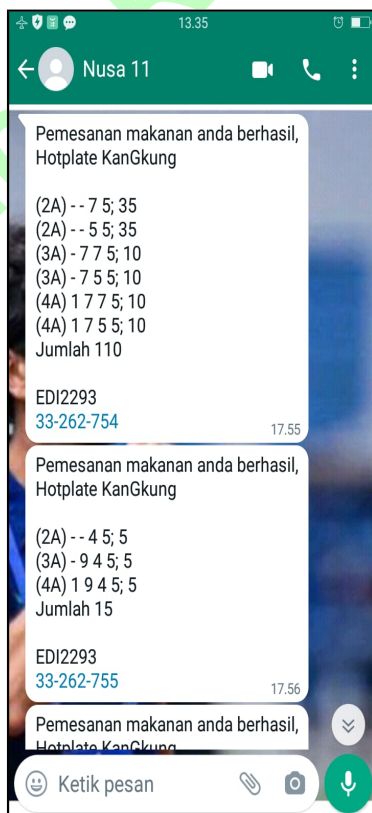 13.35
Nusa 11
Pemesanan makanan anda berhasil,
Hotplate KanGkung
(2A) - - 7 5; 35
(2A) - - 5 5; 35
(3A) - 7 7 5; 10
(3A) - 7 5 5; 10
(4A) 1 7 7 5; 10
(4A) 1 7 5 5; 10
Jumlah 110
EDI2293
33-262-754
17.55
Pemesanan makanan anda berhasil,
Hotplate KanGkung
(2A) - - 4 5; 5
(3A) - 9 4 5; 5
(4A) 1 9 4 5; 5
Jumlah 15
EDI2293
33-262-755
17.56
Pemesanan makanan anda berhasil,
Hotplate KanGkung
Ketik pesan